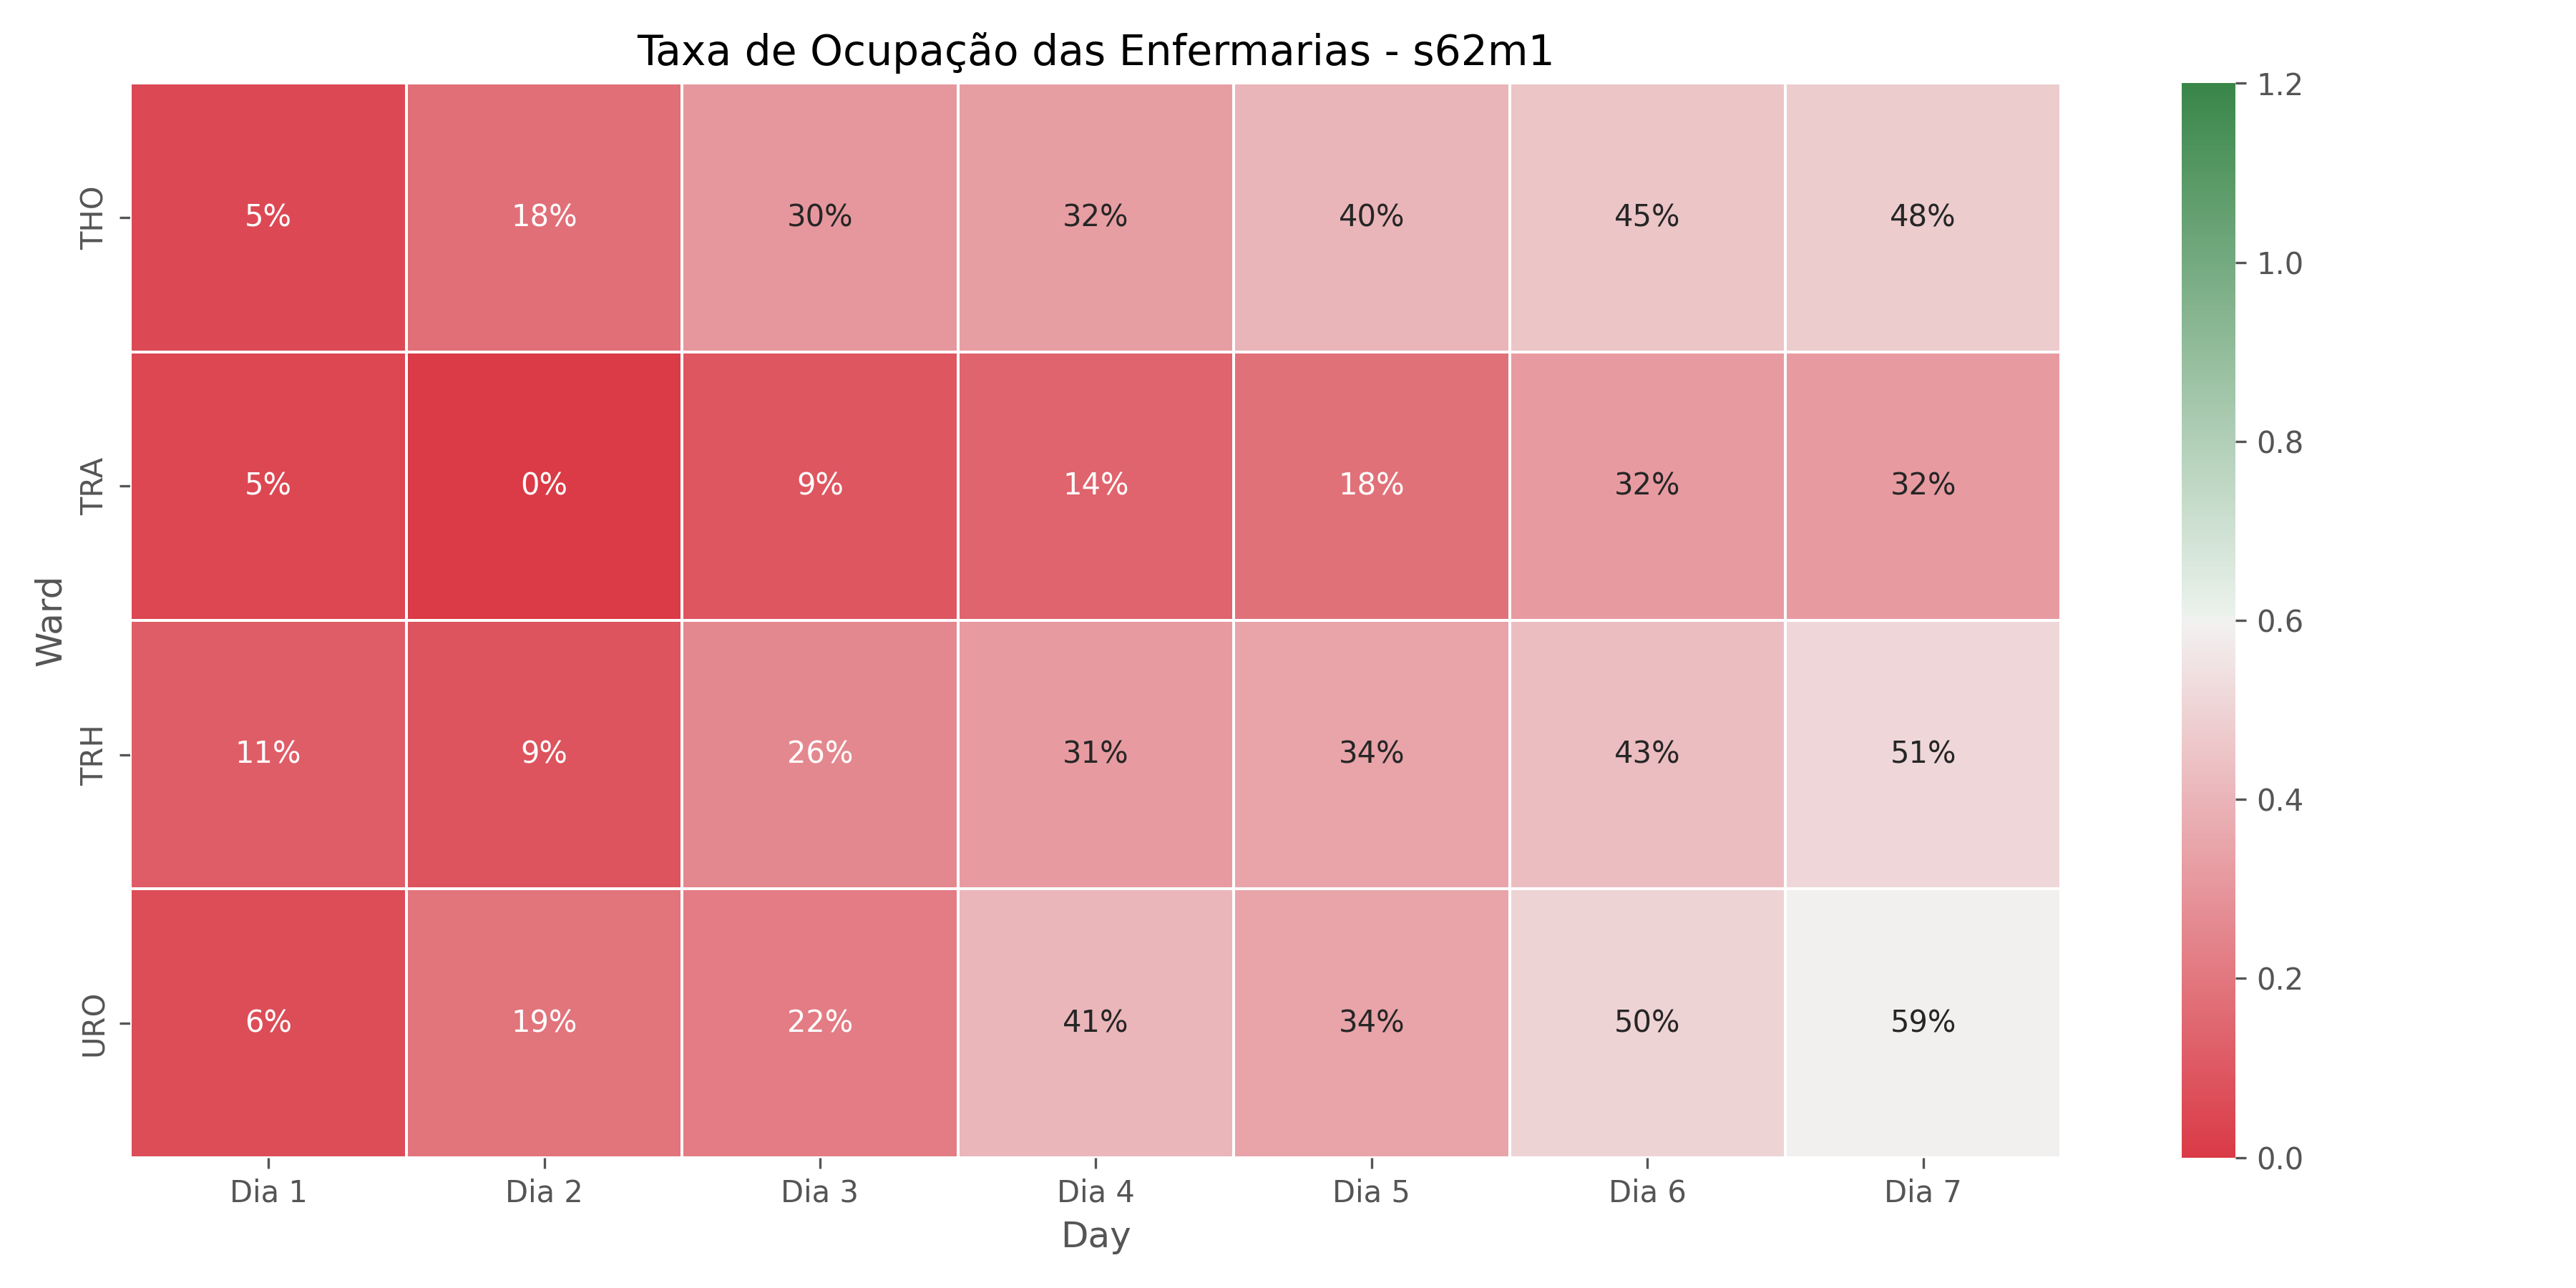 Taxa de Ocupação das Enfermarias - s62m1
Ward
THO
5% 18% 30% 32% 40% 45% 48%
TRA
5% 0% 9% 14% 18% 32% 32%
TRH
11% 9% 26% 31% 34% 43% 51%
URO
6% 19% 22% 41% 34% 50% 59%
Dia 1 Dia 2 Dia 3 Dia 4 Dia 5 Dia 6 Dia 7
Day
1.2
1.0
0.8
0.6
0.4
0.2
0.0